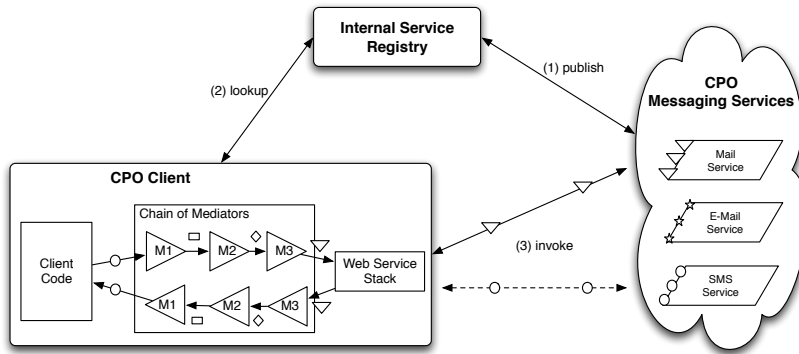 Internal Service
Registry
(1) publish
(2) lookup
CPO
Messaging Services
Mail
Service
E-Mail
Service
SMS
Service
(3) invoke
CPO Client
Chain of Mediators
Client
Code
M1
M2
M3
Web Service
Stack
M1
M2
M3